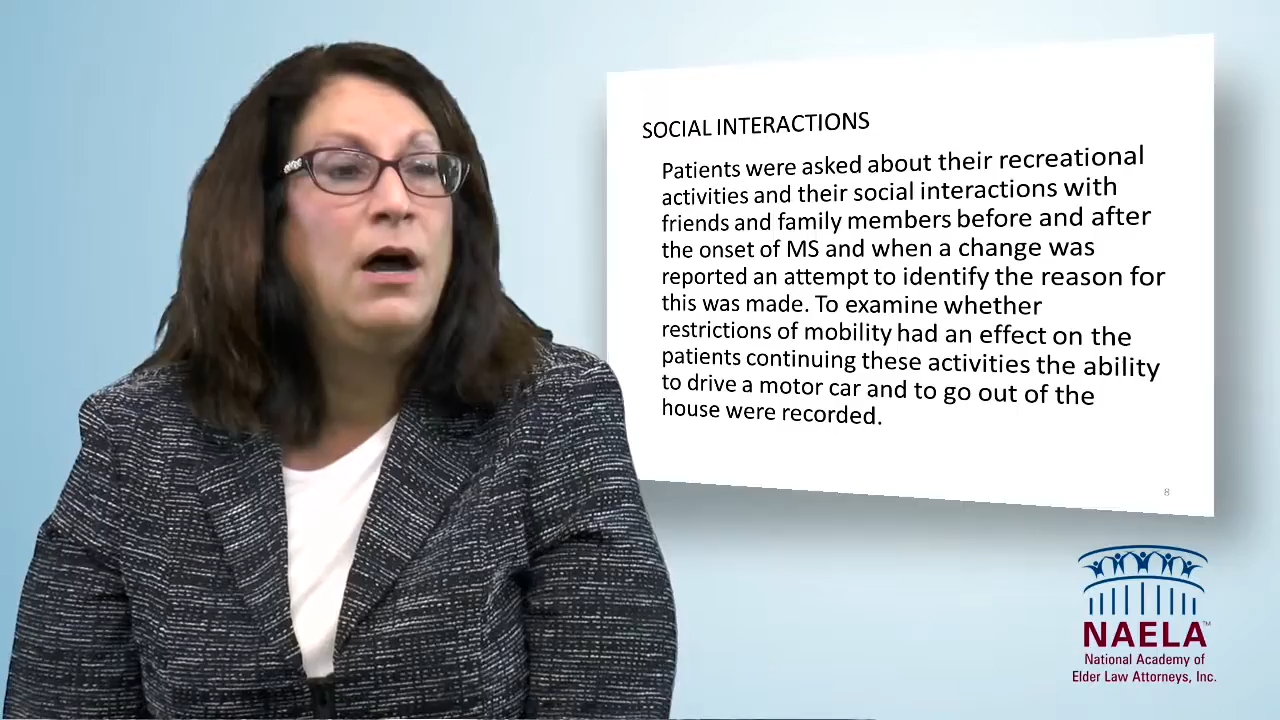 SOCIAL INTERACTIONS
Patients were asked about their recreational
activities and their social interactions with
friends and family members before and after
the onset of MS and when a change was
reported an attempt to identify the reason for
this was made. To examine whether
restrictions of mobility had an effect on the
patients continuing these activities the ability
to drive a motor car and to go out of the
house were recorded.
8
NAELA™
National Academy of
Elder Law Attorneys, Inc.